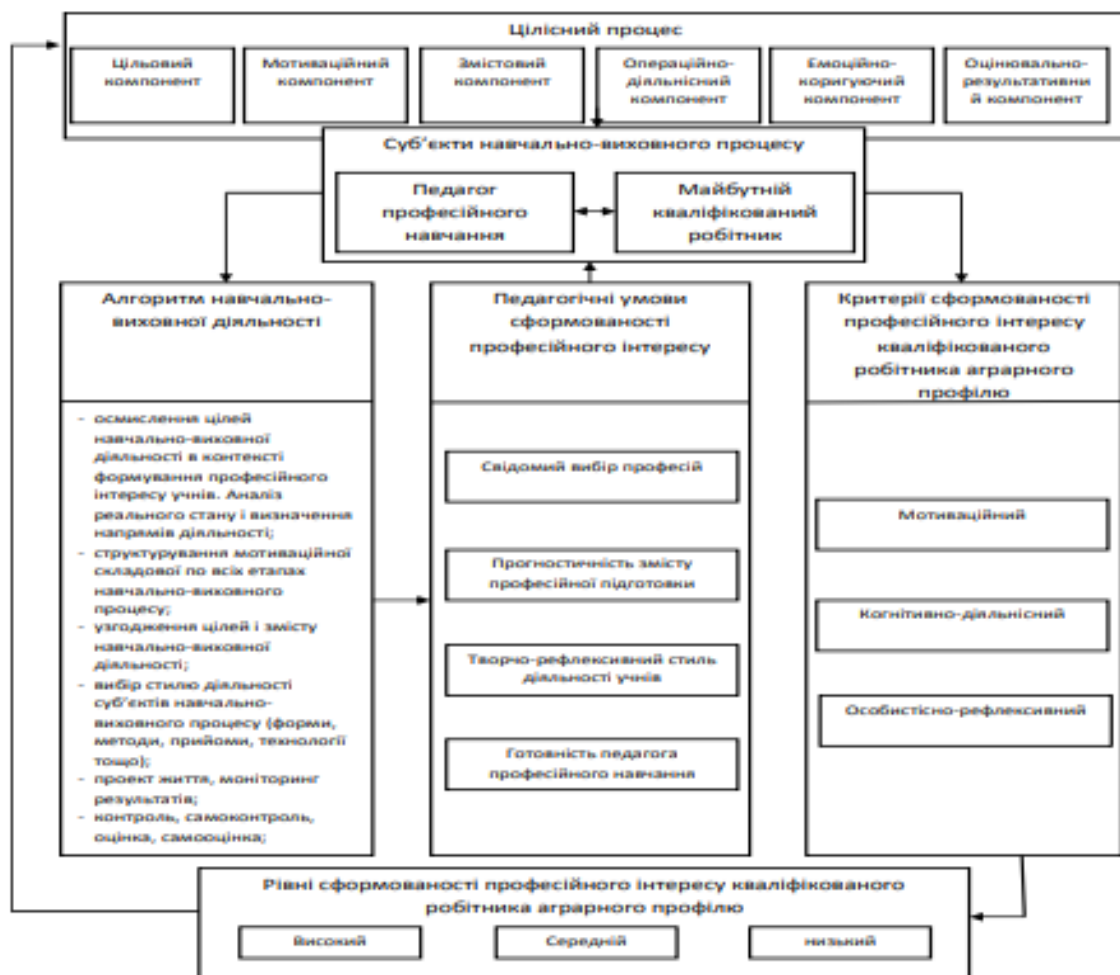 Цілісний процес
Цільовий
компонент
Мотиваційний
компонент
Змістовий
компонент
Операційно-
діяльнісний
компонент
Емоційно-
коригуючий
компонент
Оцінювально-
результативни
й компонент
Суб'єкти навчально-виховного процесу
Педагог
професійного
навчання
Майбутній
кваліфікований
робітник
Алгоритм навчально-
виховної діяльності
- осмислення цілей
навчально-виховної
діяльності в контексті
формування професійного
інтересу учнів. Аналіз
реального стану і визначення
напрямів діяльності;
- структурування мотиваційної
складової по всіх етапах
навчально-виховного
процесу;
- узгодження цілей і змісту
навчально-виховної
діяльності;
- вибір стилю діяльності
суб'єктів навчально-
виховного процесу (форми,
методи, прийоми, технології
тощо);
- проект життя, моніторинг
результатів;
- контроль, самоконтроль,
оцінка, самооцінка;
Педагогічні умови
сформованості
професійного інтересу
Свідомий вибір професій
Прогностичність змісту
професійної підготовки
Творчо-рефлексивний стиль
діяльності учнів
Готовність педагога
професійного навчання
Критерії сформованості
професійного інтересу
кваліфікованого
робітника аграрного
профілю
Мотиваційний
Когнітивно-діяльнісний
Особистісно-рефлексивний
Рівні сформованості професійного інтересу кваліфікованого
робітника аграрного профілю
Високий
Середній
низький